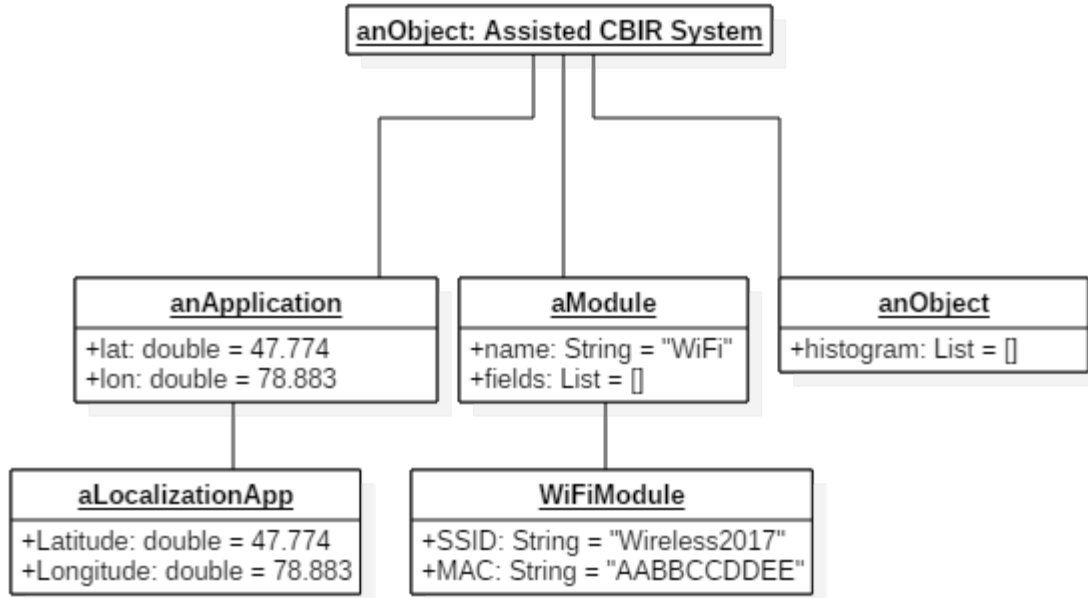 anObject: Assisted CBIR System
anApplication
+lat: double = 47.774
+lon: double = 78.883
aModule
+name: String = "WiFi"
+fields: List = []
anObject
+histogram: List = []
aLocalizationApp
+Latitude: double = 47.774
+Longitude: double = 78.883
WiFiModule
+SSID: String = "Wireless2017"
+MAC: String = "AABBCCDDEE"